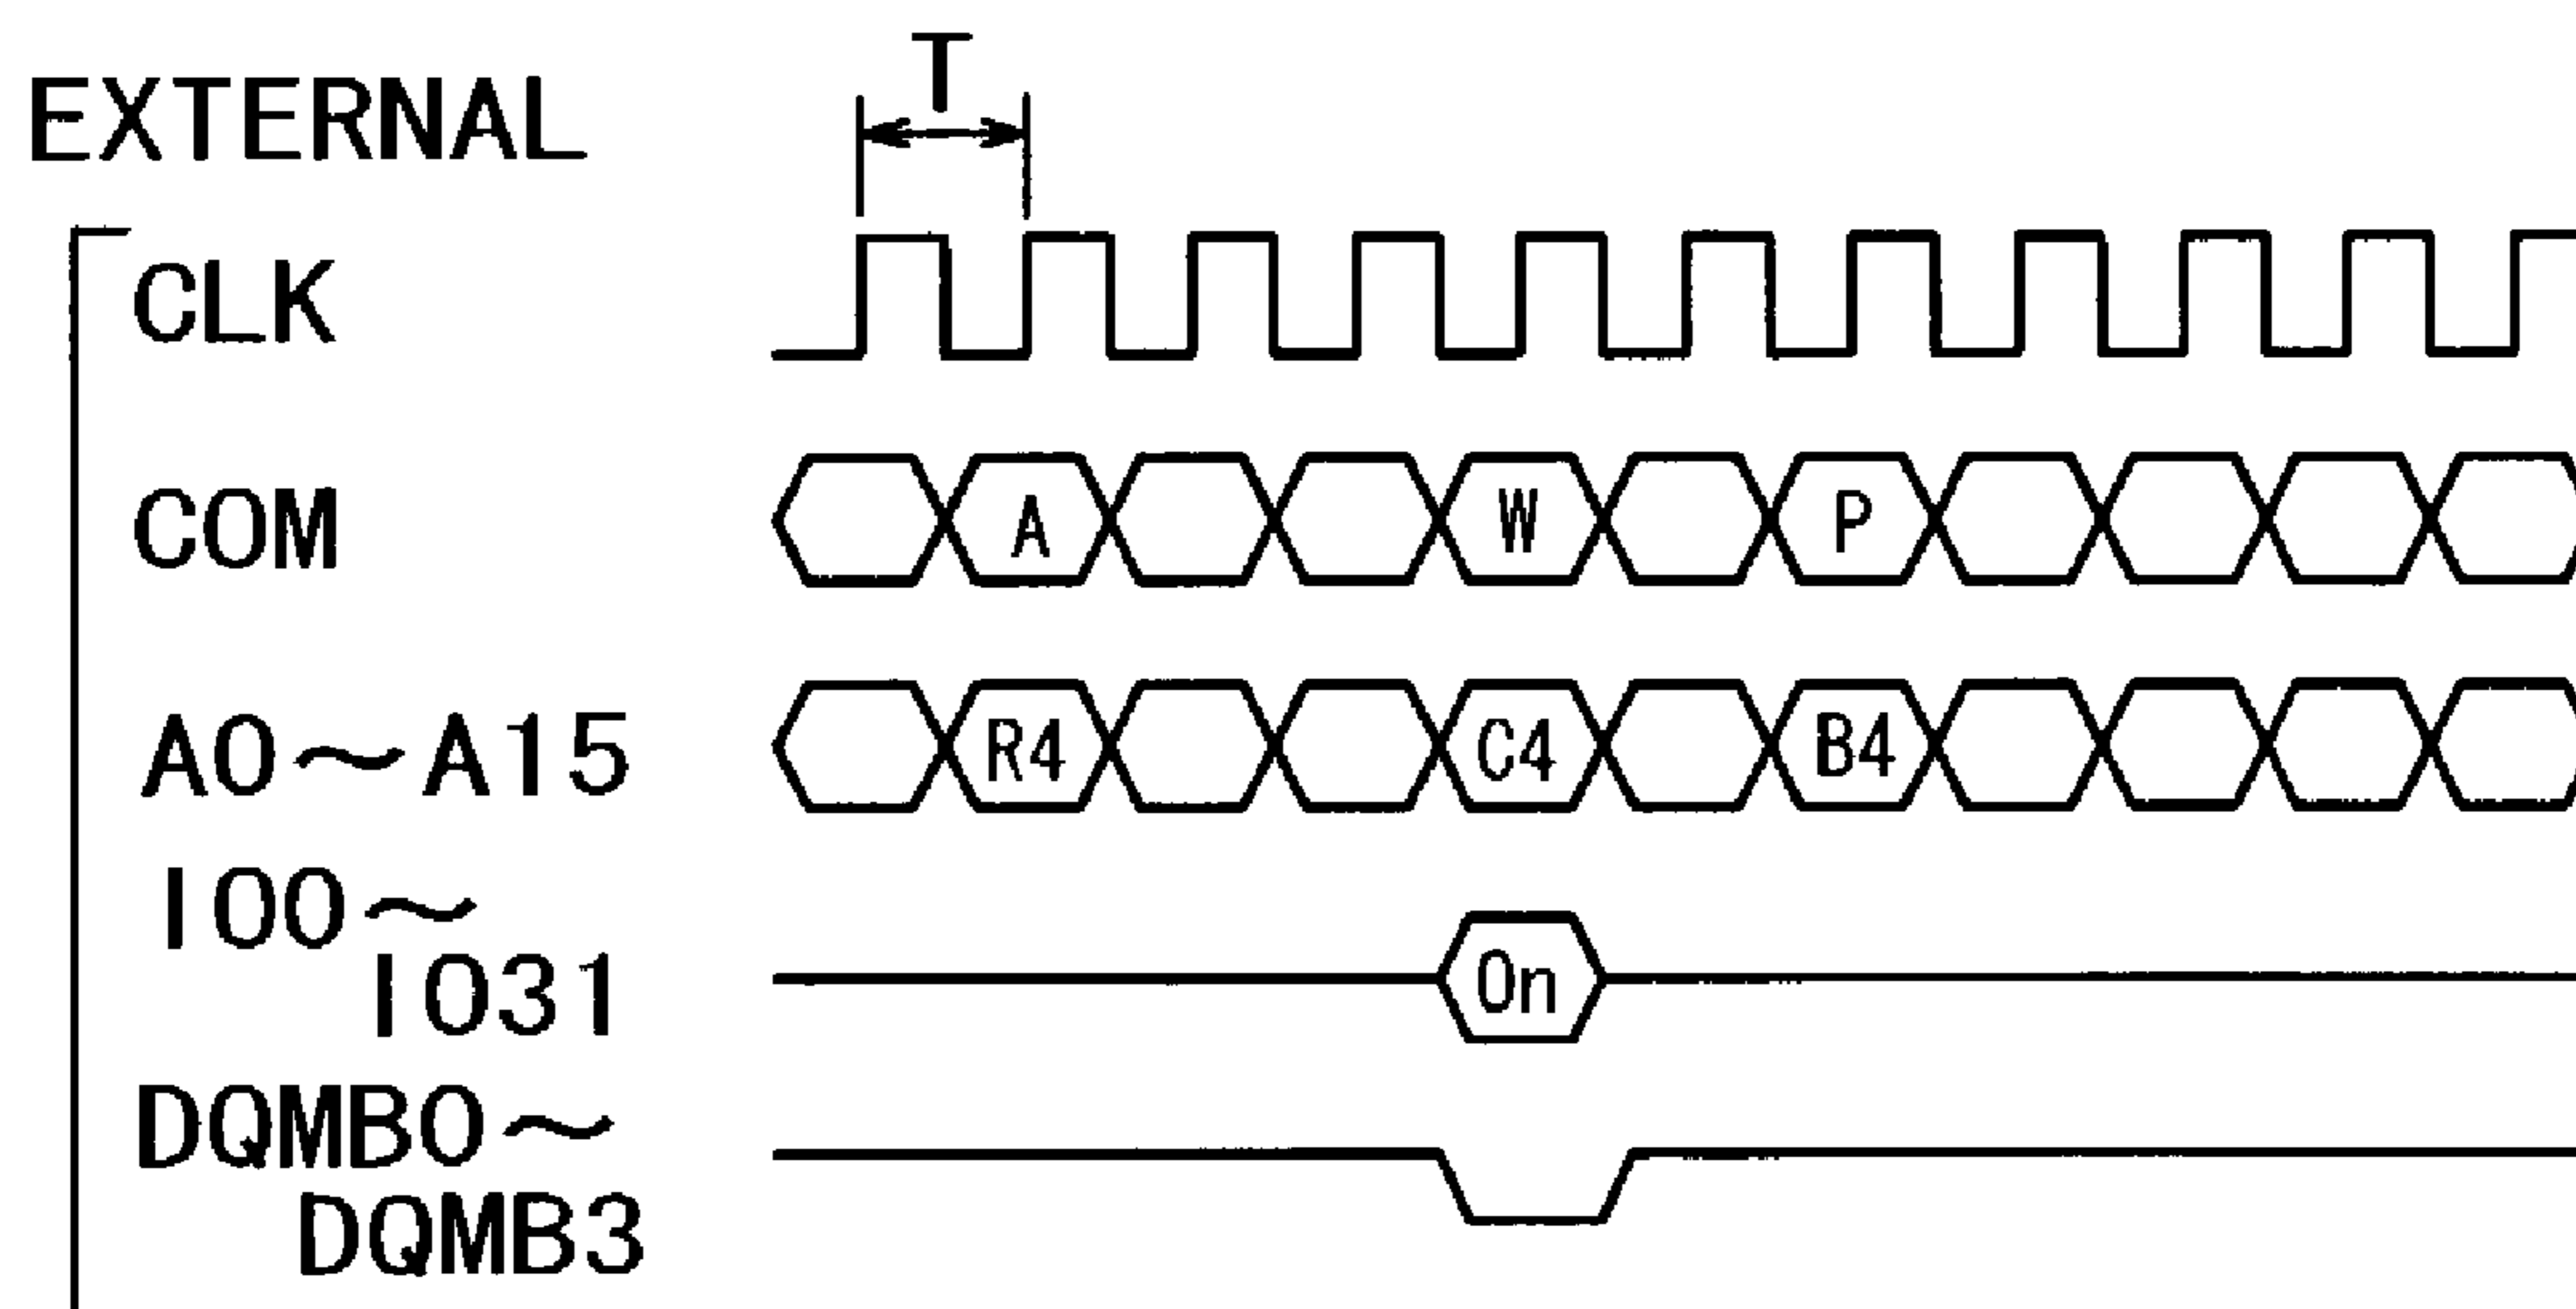 T
EXTERNAL
CLK
COM
A
W
P
A0～A15
R4
C4
B4
IO0～
IO31
On
DQMB0～
DQMB3